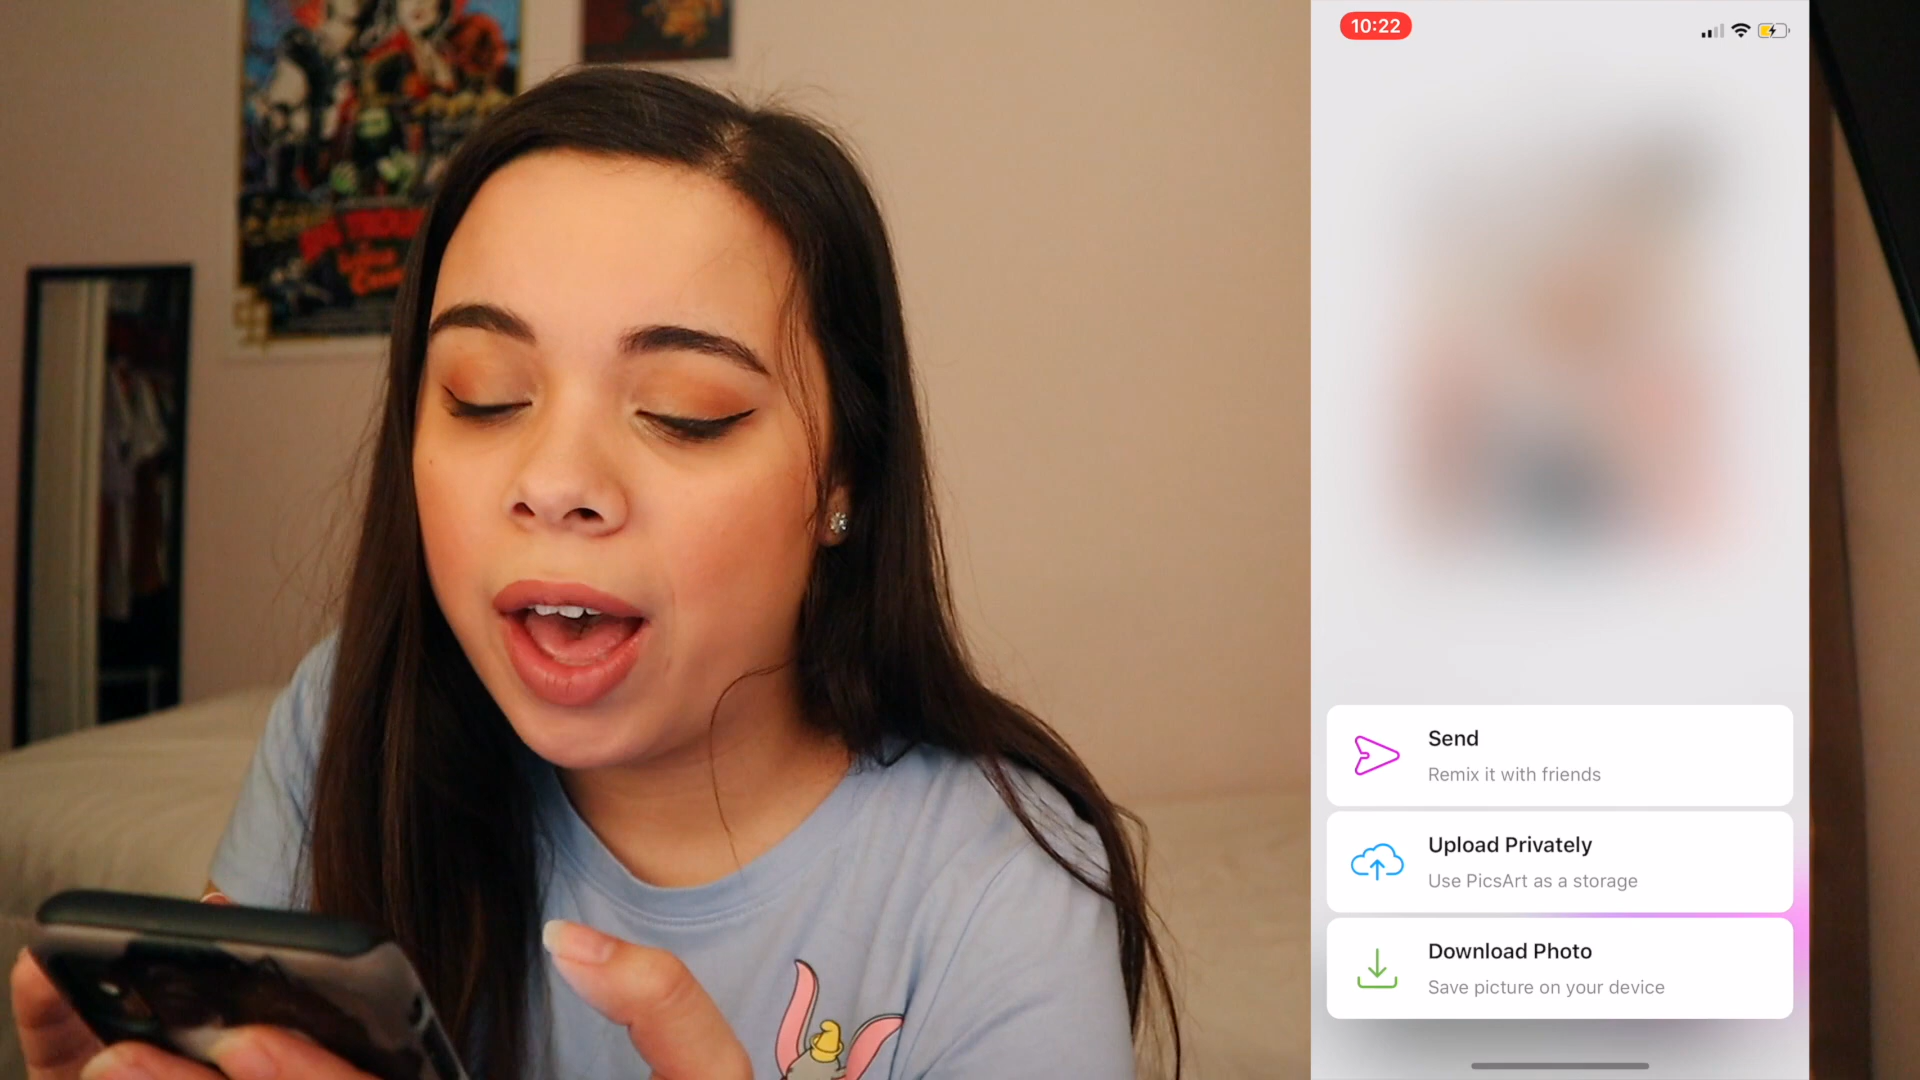 10:22
Send
Remix it with friends
Upload Privately
Use PicsArt as a storage
Download Photo
Save picture on your device